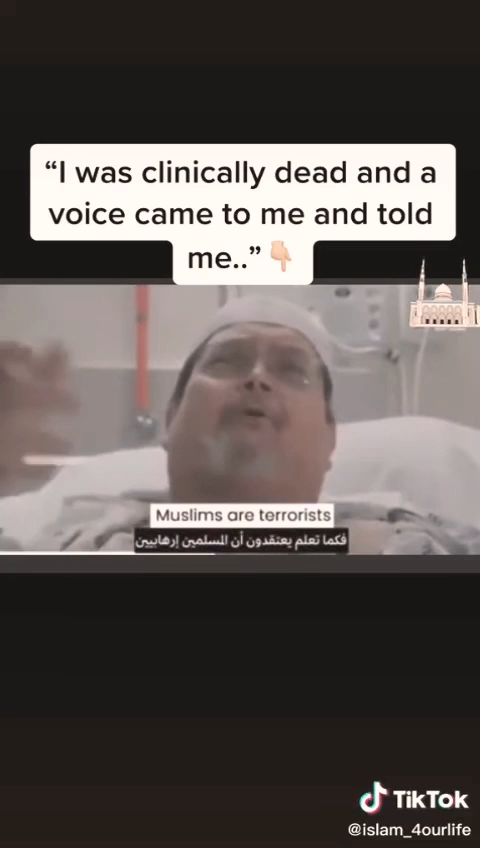 “I was clinically dead and a
voice came to me and told
me..”👇🏻
Muslims are terrorists
فكما تعلم يعتقدون أن المسلمين إرهابيين
TikTok
@islam_4ourlife